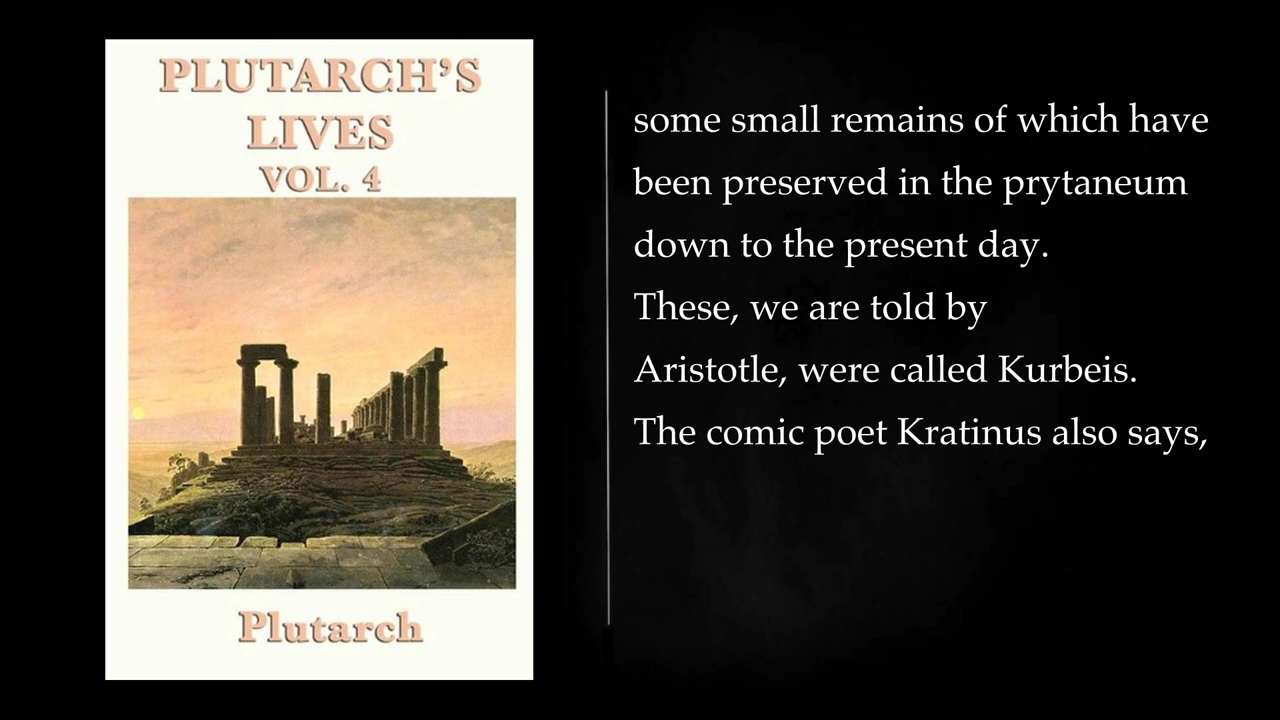 PLUTARCH'S
LIVES
VOL. 4
Plutarch
some small remains of which have
been preserved in the prytaneum
down to the present day.
These, we are told by
Aristotle, were called Kurbeis.
The comic poet Kratinus also says,